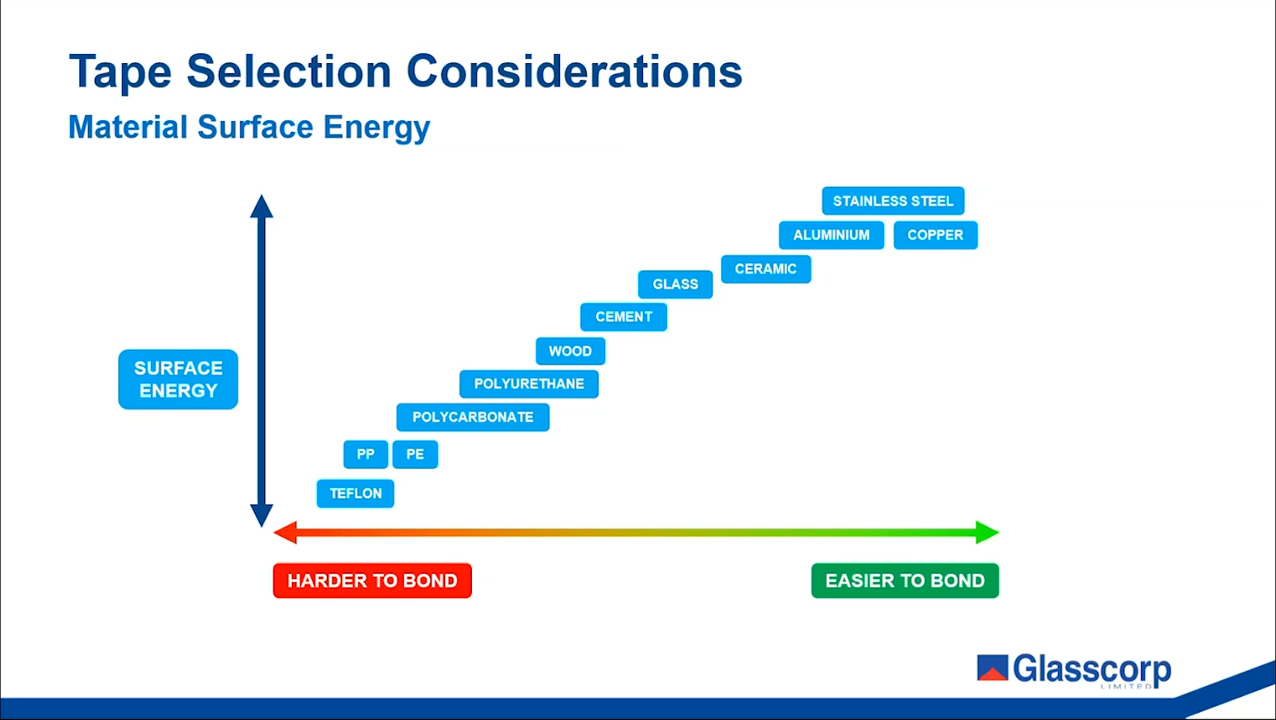 Tape Selection Considerations
Material Surface Energy
STAINLESS STEEL
ALUMINIUM
COPPER
CERAMIC
GLASS
CEMENT
WOOD
SURFACE
ENERGY
POLYURETHANE
POLYCARBONATE
PP
PE
TEFLON
HARDER TO BOND
EASIER TO BOND
Glasscorp
LIMITED